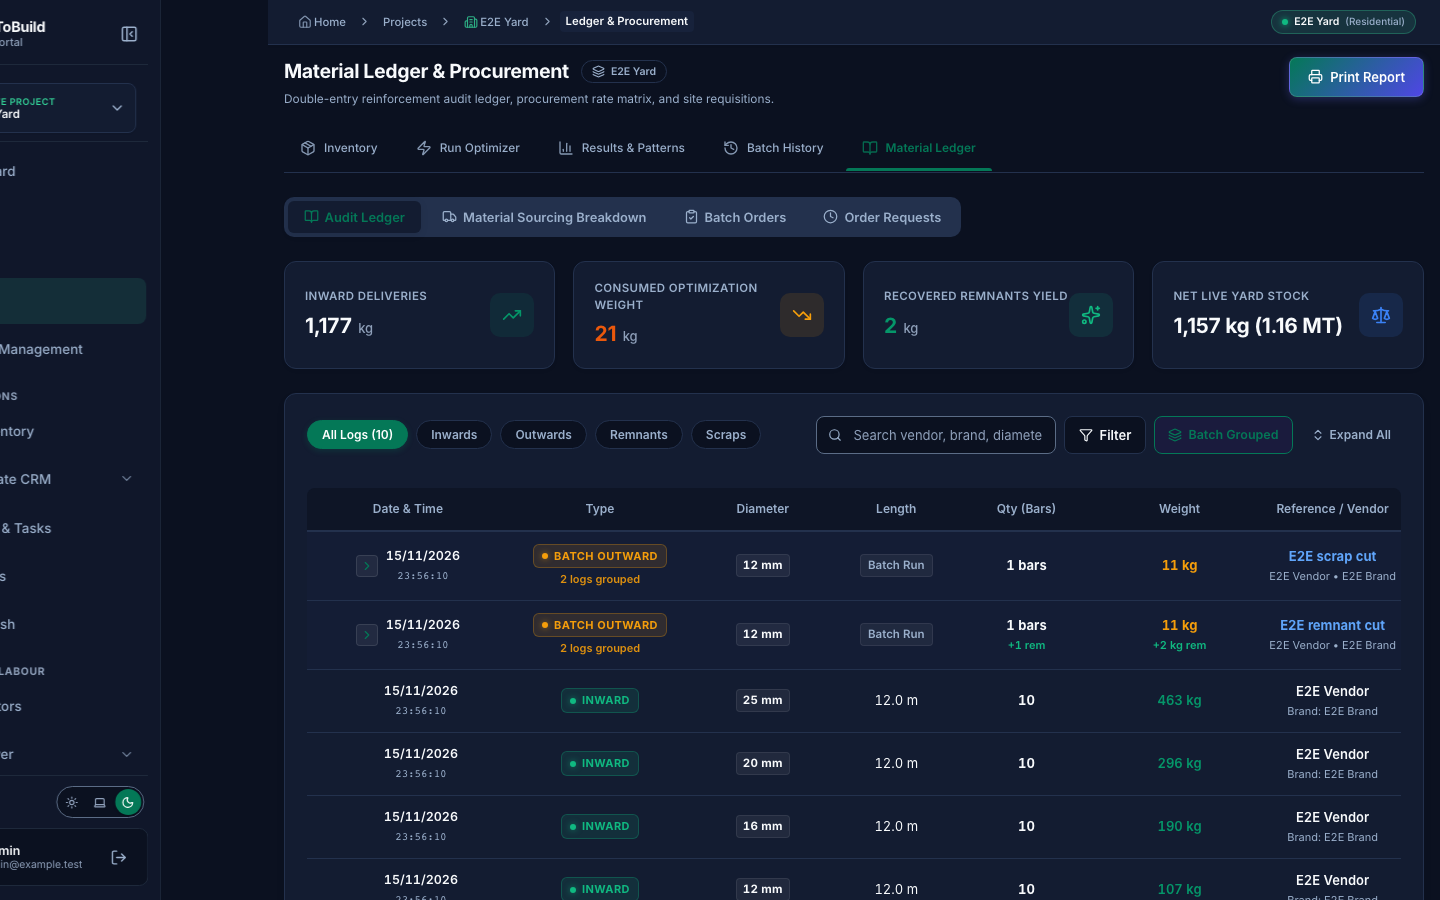 ToBuild
ortal
E PROJECT
Yard
rd
Management
ONS
ntory
ate CRM
& Tasks
s
sh
LABOUR
tors
er
min
in@example.test
Home > Projects > E2E Yard > Ledger & Procurement
E2E Yard (Residential)
Material Ledger & Procurement E2E Yard
Double-entry reinforcement audit ledger, procurement rate matrix, and site requisitions.
Print Report
Inventory Run Optimizer Results & Patterns Batch History Material Ledger
Audit Ledger Material Sourcing Breakdown Batch Orders Order Requests
INWARD DELIVERIES
1,177 kg
CONSUMED OPTIMIZATION
WEIGHT
21 kg
RECOVERED REMNANTS YIELD
2 kg
NET LIVE YARD STOCK
1,157 kg (1.16 MT)
All Logs (10) Inwards Outwards Remnants Scraps Search vendor, brand, diamete Filter Batch Grouped Expand All
Date & Time Type Diameter Length Qty (Bars) Weight Reference / Vendor
15/11/2026 BATCH OUTWARD 12 mm Batch Run 1 bars 11 kg E2E scrap cut
23:56:10 2 logs grouped E2E Vendor • E2E Brand
15/11/2026 BATCH OUTWARD 12 mm Batch Run 1 bars 11 kg E2E remnant cut
23:56:10 2 logs grouped +1 rem +2 kg rem E2E Vendor • E2E Brand
15/11/2026 INWARD 25 mm 12.0 m 10 463 kg E2E Vendor
23:56:10 Brand: E2E Brand
15/11/2026 INWARD 20 mm 12.0 m 10 296 kg E2E Vendor
23:56:10 Brand: E2E Brand
15/11/2026 INWARD 16 mm 12.0 m 10 190 kg E2E Vendor
23:56:10 Brand: E2E Brand
15/11/2026 INWARD 12 mm 12.0 m 10 107 kg E2E Vendor
23:56:10 Brand: E2E Brand